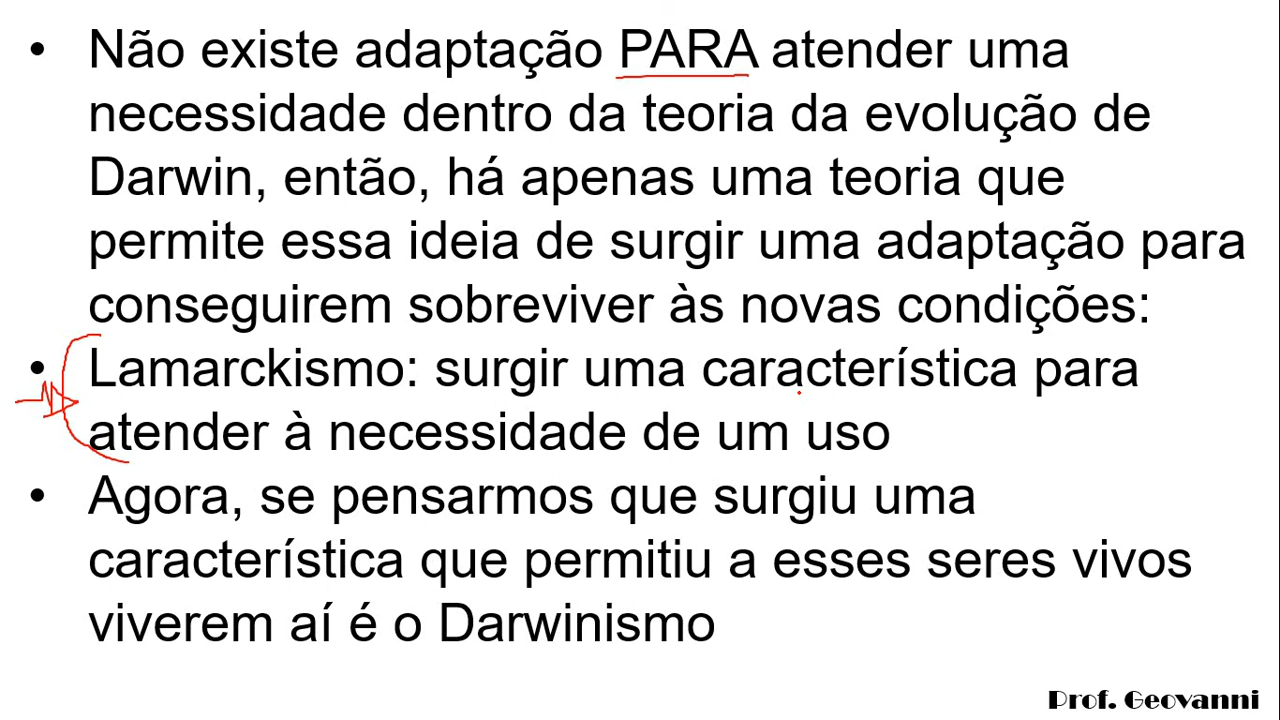 • Não existe adaptação PARA atender uma
necessidade dentro da teoria da evolução de
Darwin, então, há apenas uma teoria que
permite essa ideia de surgir uma adaptação para
conseguirem sobreviver às novas condições:
• Lamarckismo: surgir uma característica para
atender à necessidade de um uso
• Agora, se pensarmos que surgiu uma
característica que permitiu a esses seres vivos
viverem aí é o Darwinismo
Prof. Geovanni